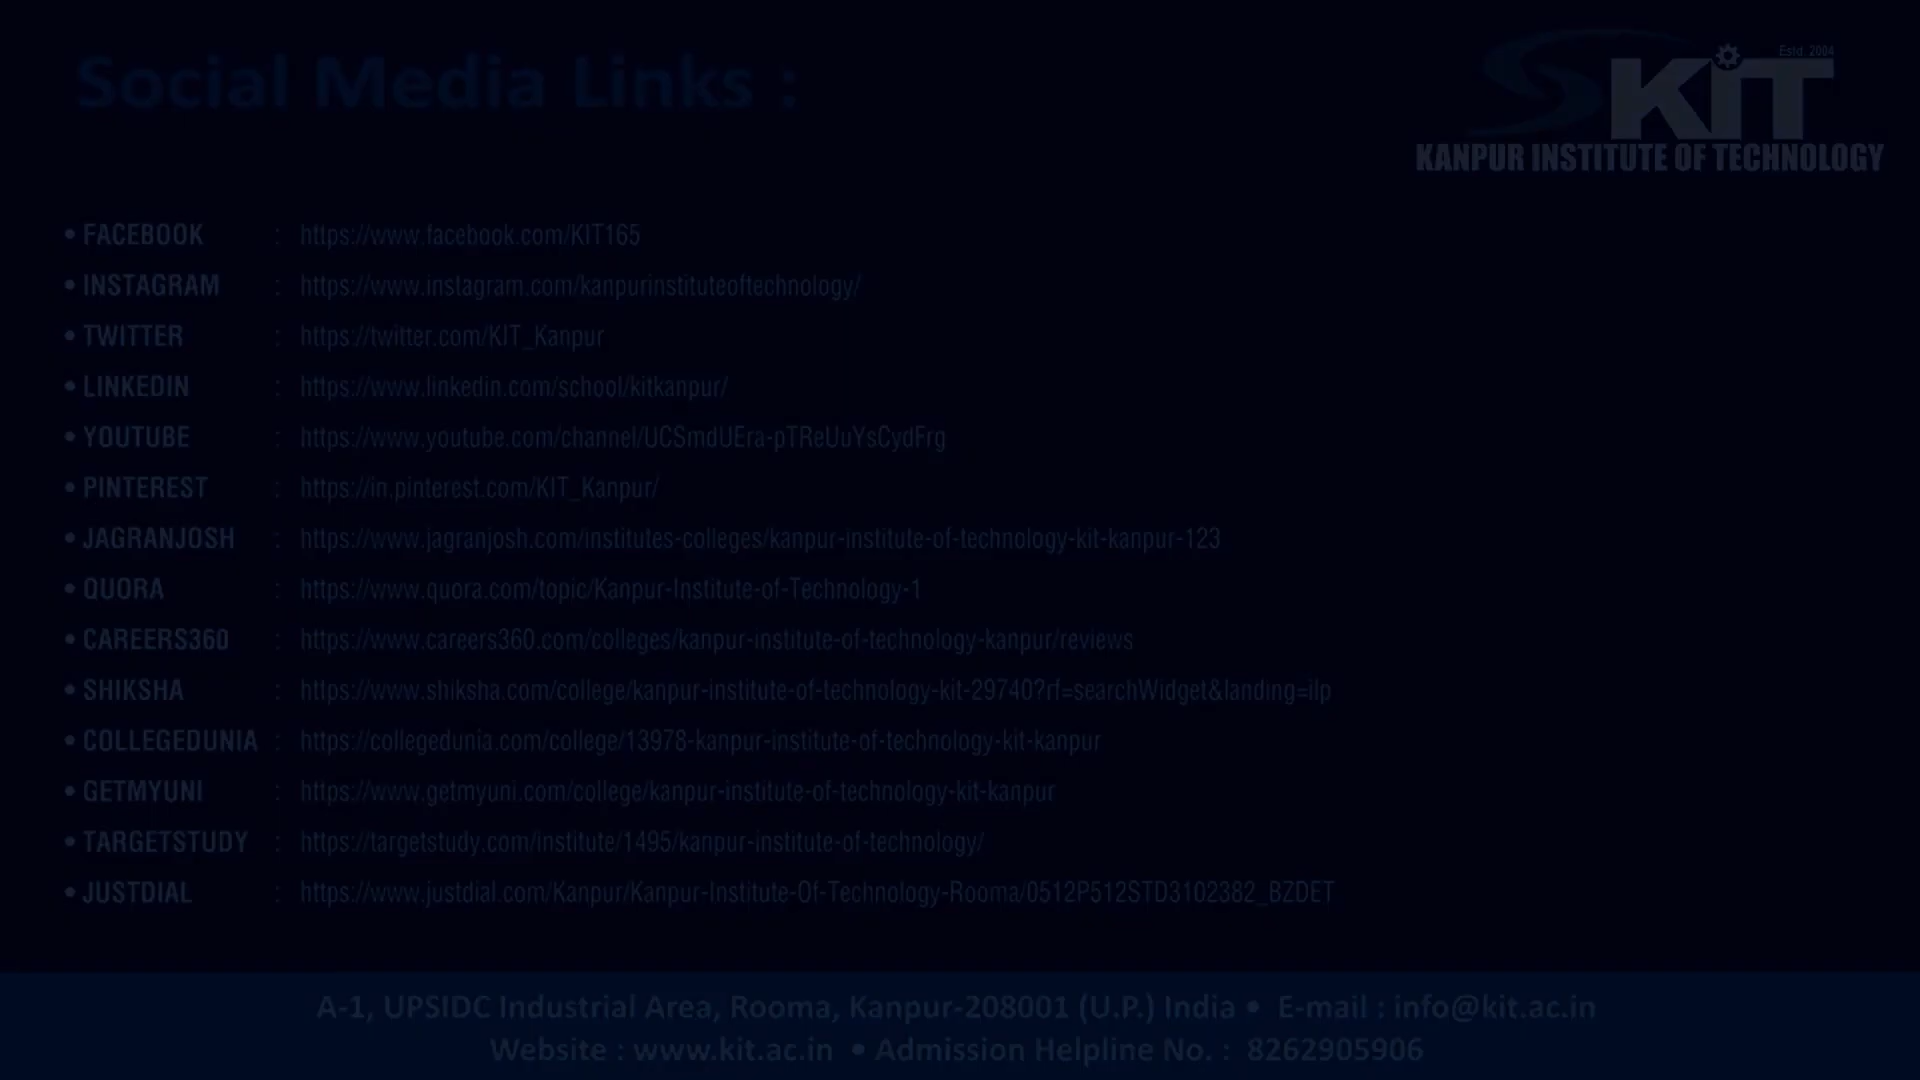 Social Media Links :
Estd. 2004
KIT
KANPUR INSTITUTE OF TECHNOLOGY
• FACEBOOK : https://www.facebook.com/KIT165
• INSTAGRAM : https://www.instagram.com/kanpurinstituteoftechnology/
• TWITTER : https://twitter.com/KIT_Kanpur
• LINKEDIN : https://www.linkedin.com/school/kitkanpur/
• YOUTUBE : https://www.youtube.com/channel/UCSmdUEra-pTReUuYsCydFrg
• PINTEREST : https://in.pinterest.com/KIT_Kanpur/
• JAGRANJOSH : https://www.jagranjosh.com/institutes-colleges/kanpur-institute-of-technology-kit-kanpur-123
• QUORA : https://www.quora.com/topic/Kanpur-Institute-of-Technology-1
• CAREERS360 : https://www.careers360.com/colleges/kanpur-institute-of-technology-kanpur/reviews
• SHIKSHA : https://www.shiksha.com/college/kanpur-institute-of-technology-kit-29740?rf=searchWidget&landing=ilp
• COLLEGEDUNIA : https://collegedunia.com/college/13978-kanpur-institute-of-technology-kit-kanpur
• GETMYUNI : https://www.getmyuni.com/college/kanpur-institute-of-technology-kit-kanpur
• TARGETSTUDY : https://targetstudy.com/institute/1495/kanpur-institute-of-technology/
• JUSTDIAL : https://www.justdial.com/Kanpur/Kanpur-Institute-Of-Technology-Rooma/0512P512STD3102382_BZDET
A-1, UPSIDC Industrial Area, Rooma, Kanpur-208001 (U.P.) India • E-mail : info@kit.ac.in
Website : www.kit.ac.in • Admission Helpline No. : 8262905906